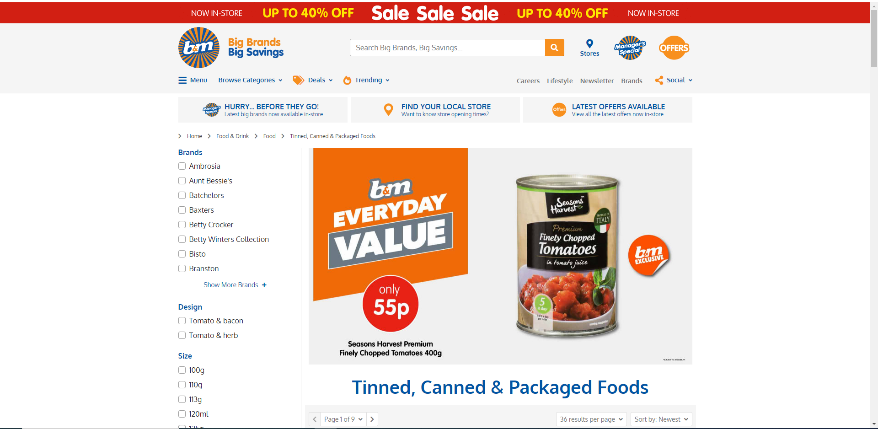 NOW IN-STORE UP TO 40% OFF Sale Sale Sale UP TO 40% OFF NOW IN-STORE
b&m Big Brands
Big Savings
Search Big Brands, Big Savings
Stores
Manager's
Special
OFFERS
Menu Browse Categories Deals Trending
Careers Lifestyle Newsletter Brands Social
HURRY... BEFORE THEY GO!
Latest big brands now available in-store
FIND YOUR LOCAL STORE
Want to know store opening times?
LATEST OFFERS AVAILABLE
View all the latest offers now in-store
Home Food & Drink Food Tinned, Canned & Packaged Foods
Brands
Ambrosia
Aunt Bessie's
Batchelors
Baxters
Betty Crocker
Betty Winters Collection
Bisto
Branston
Show More Brands +
Design
Tomato & bacon
Tomato & herb
Size
100g
110g
113g
120ml
b&m
EVERYDAY
VALUE
only
55p
Seasons Harvest Premium
Finely Chopped Tomatoes 400g
Seasons
Harvest
ITALY
Premium
Finely Chopped
Tomatoes
in tomato juice
5
b&m
EXCLUSIVE
Tinned, Canned & Packaged Foods
Page 1 of 9
36 results per page
Sort by: Newest